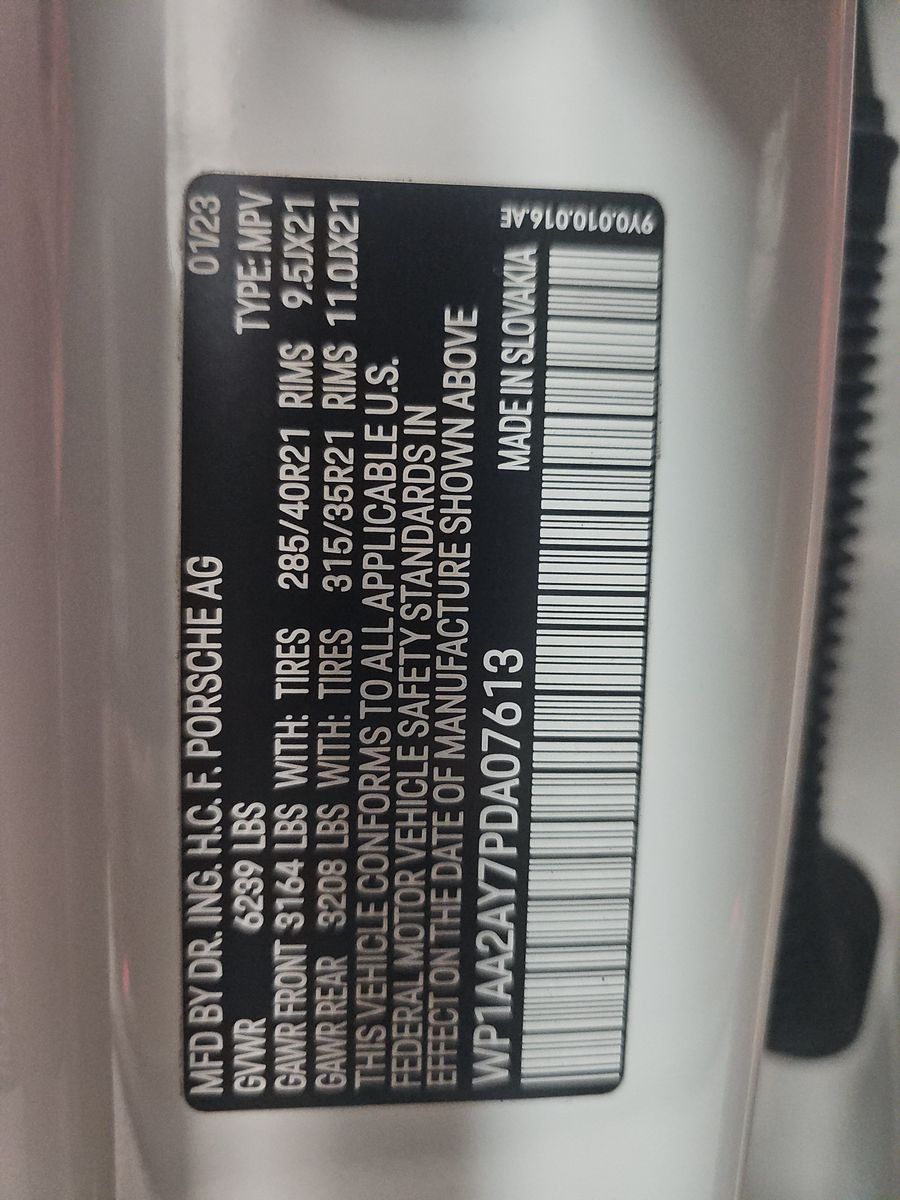 MFD BY DR. ING. H.C. F. PORSCHE AG 01/23
GVWR 6239 LBS TYPE: MPV
GAWR FRONT 3164 LBS WITH: TIRES 285/40R21 RIMS 9.5JX21
GAWR REAR 3208 LBS WITH: TIRES 315/35R21 RIMS 11.0JX21
THIS VEHICLE CONFORMS TO ALL APPLICABLE U.S.
FEDERAL MOTOR VEHICLE SAFETY STANDARDS IN
EFFECT ON THE DATE OF MANUFACTURE SHOWN ABOVE
WP1AA2AY7PDA07613 MADE IN SLOVAKIA
9Y0.010.016.AE